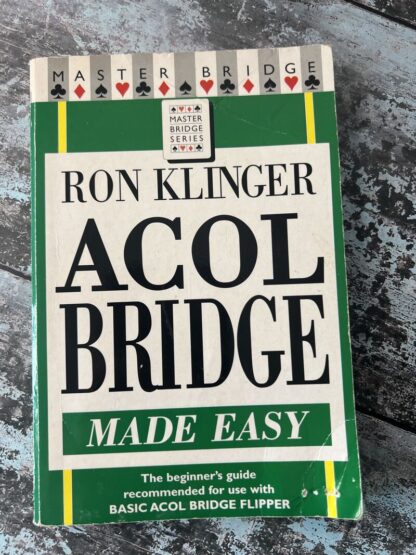 MASTER BRIDGE
MASTER
BRIDGE
SERIES
RON KLINGER
ACOL
BRIDGE
MADE EASY
The beginner's guide
recommended for use with
BASIC ACOL BRIDGE FLIPPER